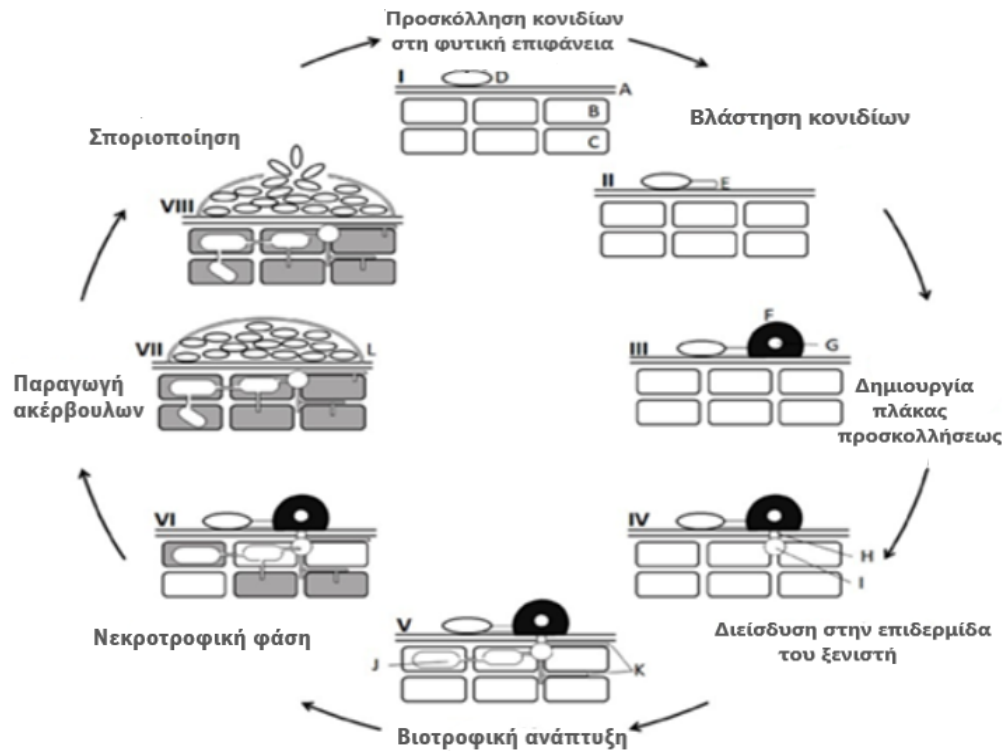 Προσκόλληση κονιδίων
στη φυτική επιφάνεια
I
D
A
B
C
Βλάστηση κονιδίων
II
E
III
F
G
Δημιουργία
πλάκας
προσκολλήσεως
IV
H
I
Διείσδυση στην επιδερμίδα
του ξενιστή
V
J
K
Βιοτροφική ανάπτυξη
VI
Νεκροτροφική φάση
VII
L
Παραγωγή
ακέρβουλων
VIII
Σποριοποίηση